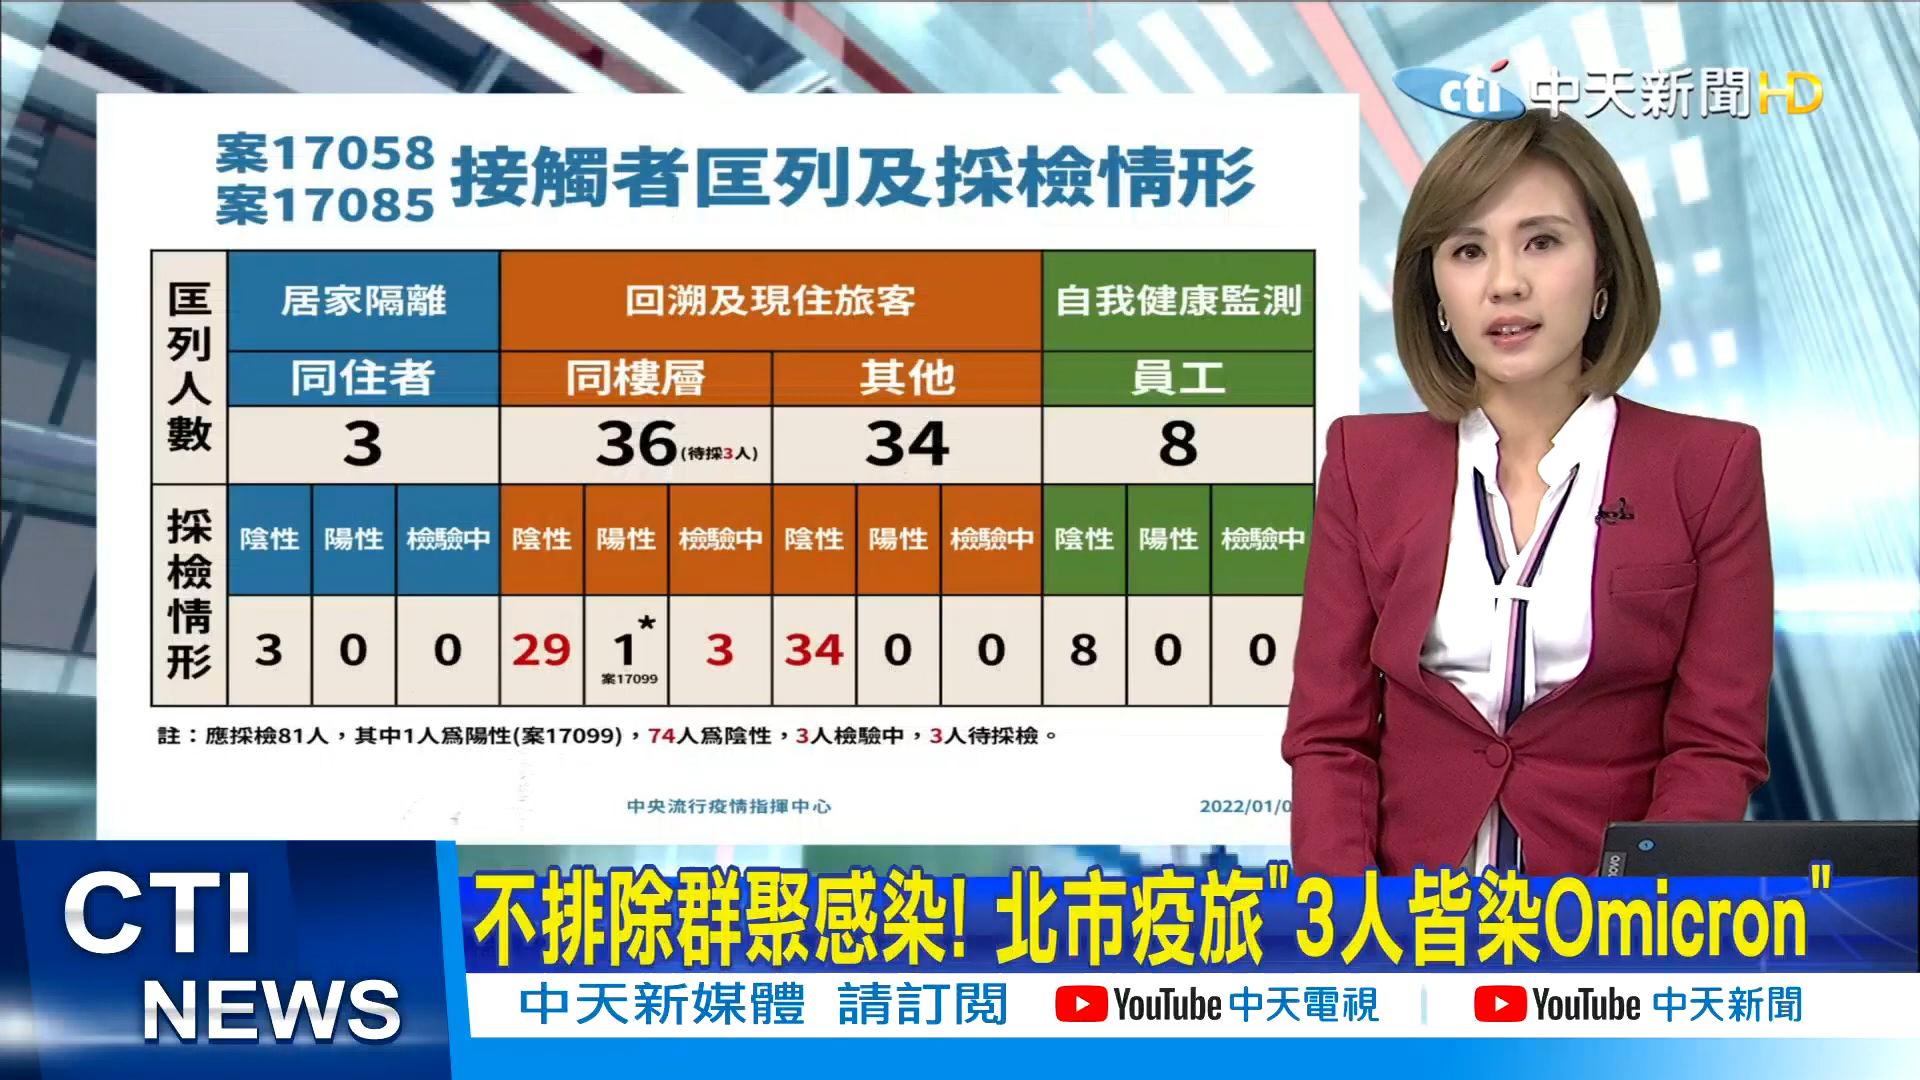 cti 中天新聞HD
案17058
案17085
接觸者匡列及採檢情形
匡列人數
居家隔離
回溯及現住旅客
自我健康監測
同住者
同樓層
其他
員工
3
36(待採3人)
34
8
採檢情形
陰性 陽性 檢驗中 陰性 陽性 檢驗中 陰性 陽性 檢驗中 陰性 陽性 檢驗中
3 0 0 29 1* 3 34 0 0 8 0 0
案17099
註：應採檢81人，其中1人爲陽性(案17099)，74人爲陰性，3人檢驗中，3人待採檢。
中央流行疫情指揮中心
2022/01/0
CTI
NEWS
不排除群聚感染! 北市疫旅"3人皆染Omicron"
中天新媒體 請訂閱 YouTube 中天電視 | YouTube 中天新聞